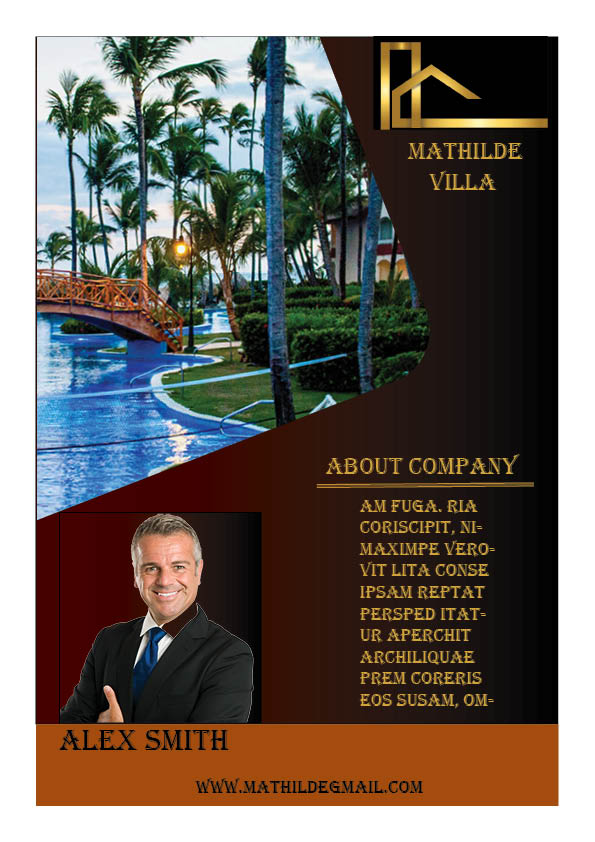 MATHILDE
VILLA
ABOUT COMPANY
AM FUGA. RIA
CORISCIPIT, NI-
MAXIMPE VERO-
VIT LITA CONSE
IPSAM REPTAT
PERSPED ITAT-
UR APERCHIT
ARCHILIQUAE
PREM CORERIS
EOS SUSAM, OM-
ALEX SMITH
WWW.MATHILDEGMAIL.COM